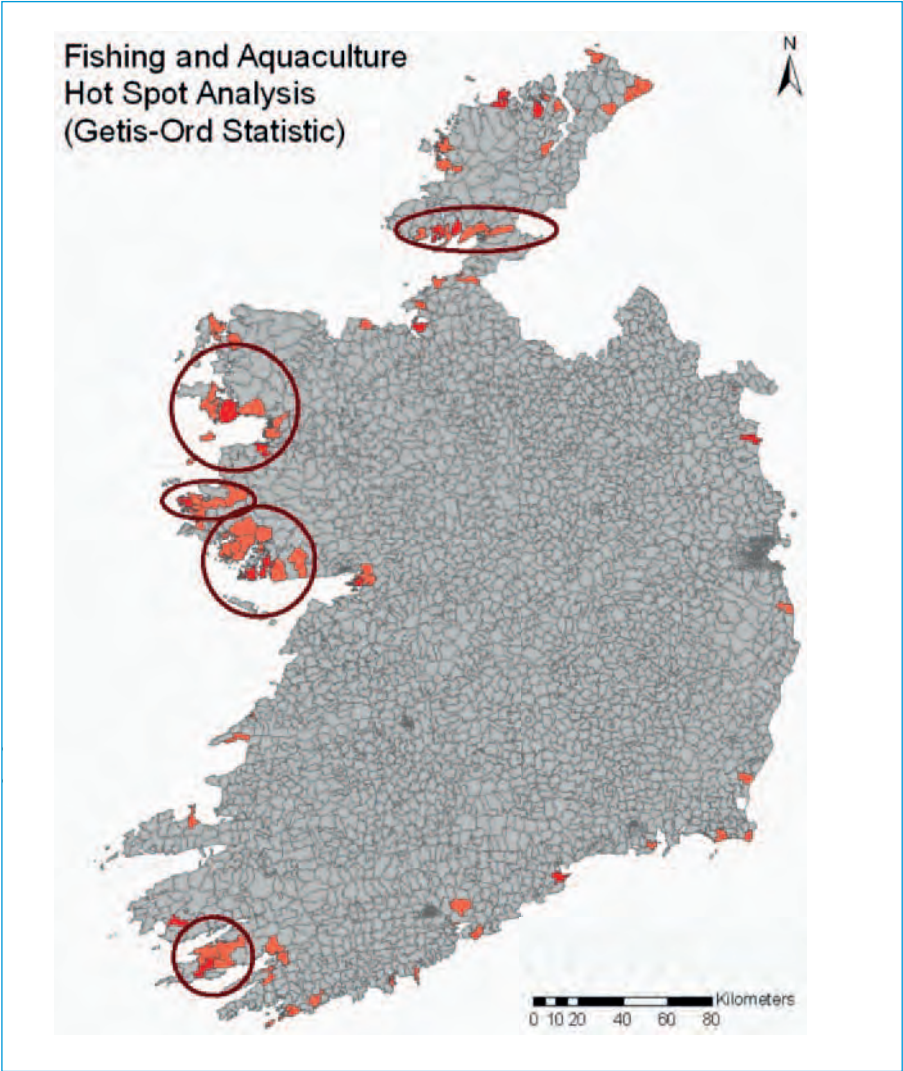 Fishing and Aquaculture
Hot Spot Analysis
(Getis-Ord Statistic)
N
Kilometers
0 10 20 40 60 80